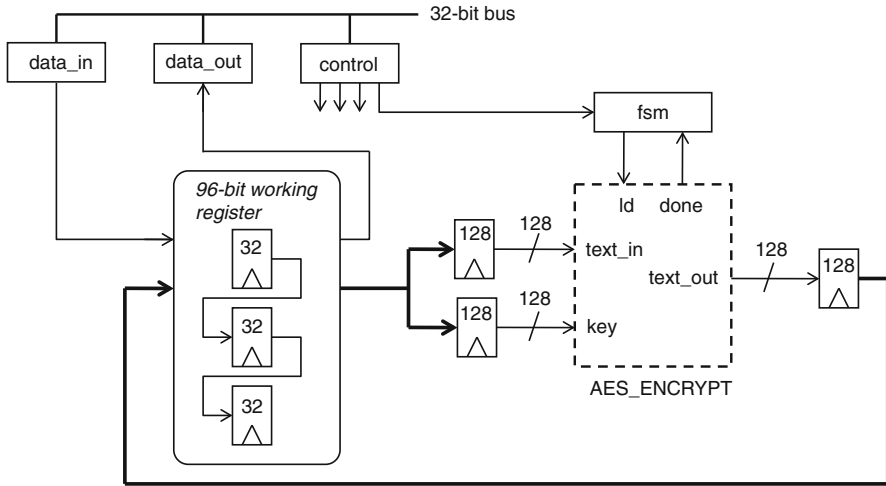 32-bit bus
data_in
data_out
control
fsm
96-bit working
register
ld
done
32
32
32
128
128
text_in
128
128
key
text_out
128
128
AES_ENCRYPT